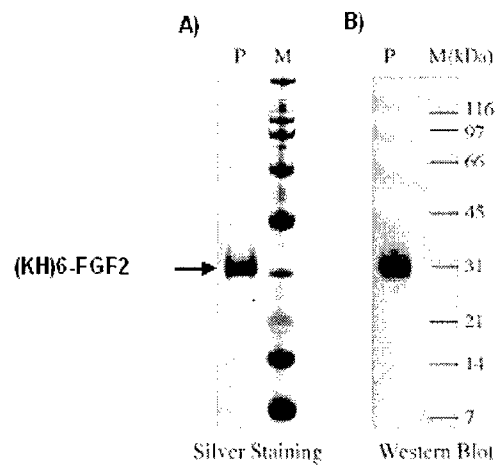 A)
B)
P M
P M(kDa)
116
97
66
45
(KH)6-FGF2
31
21
14
7
Silver Staining
Western Blot